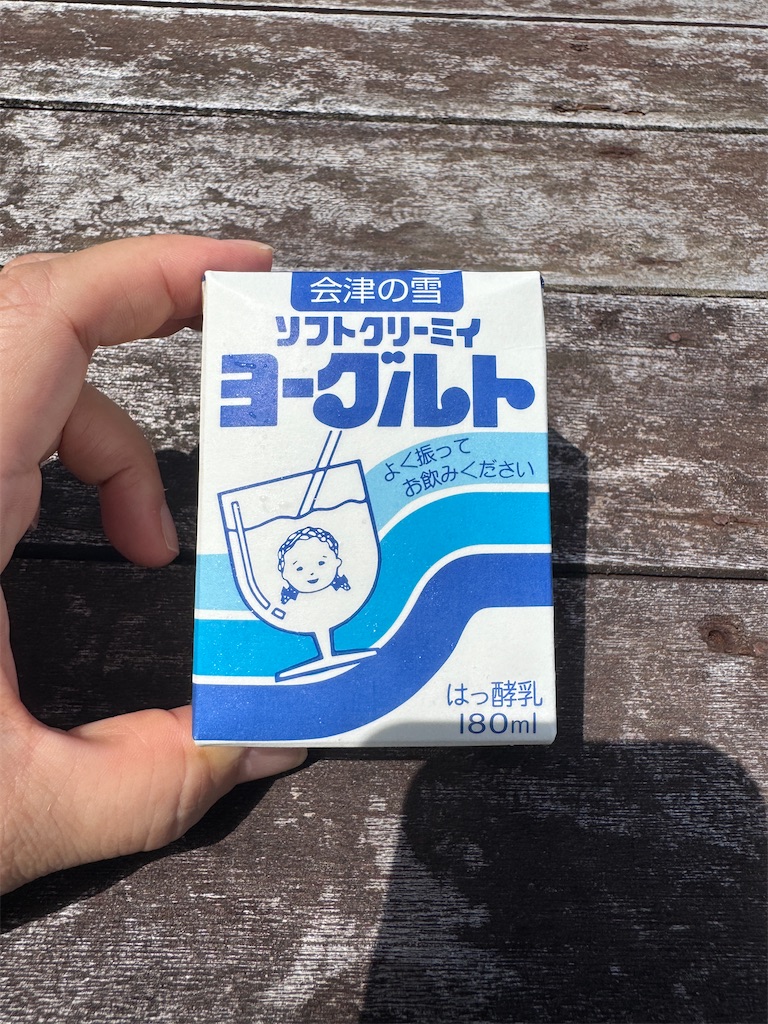 会津の雪
ソフトクリーミィ
ヨーグルト
よく振って
お飲みください
はっ酵乳
180ml